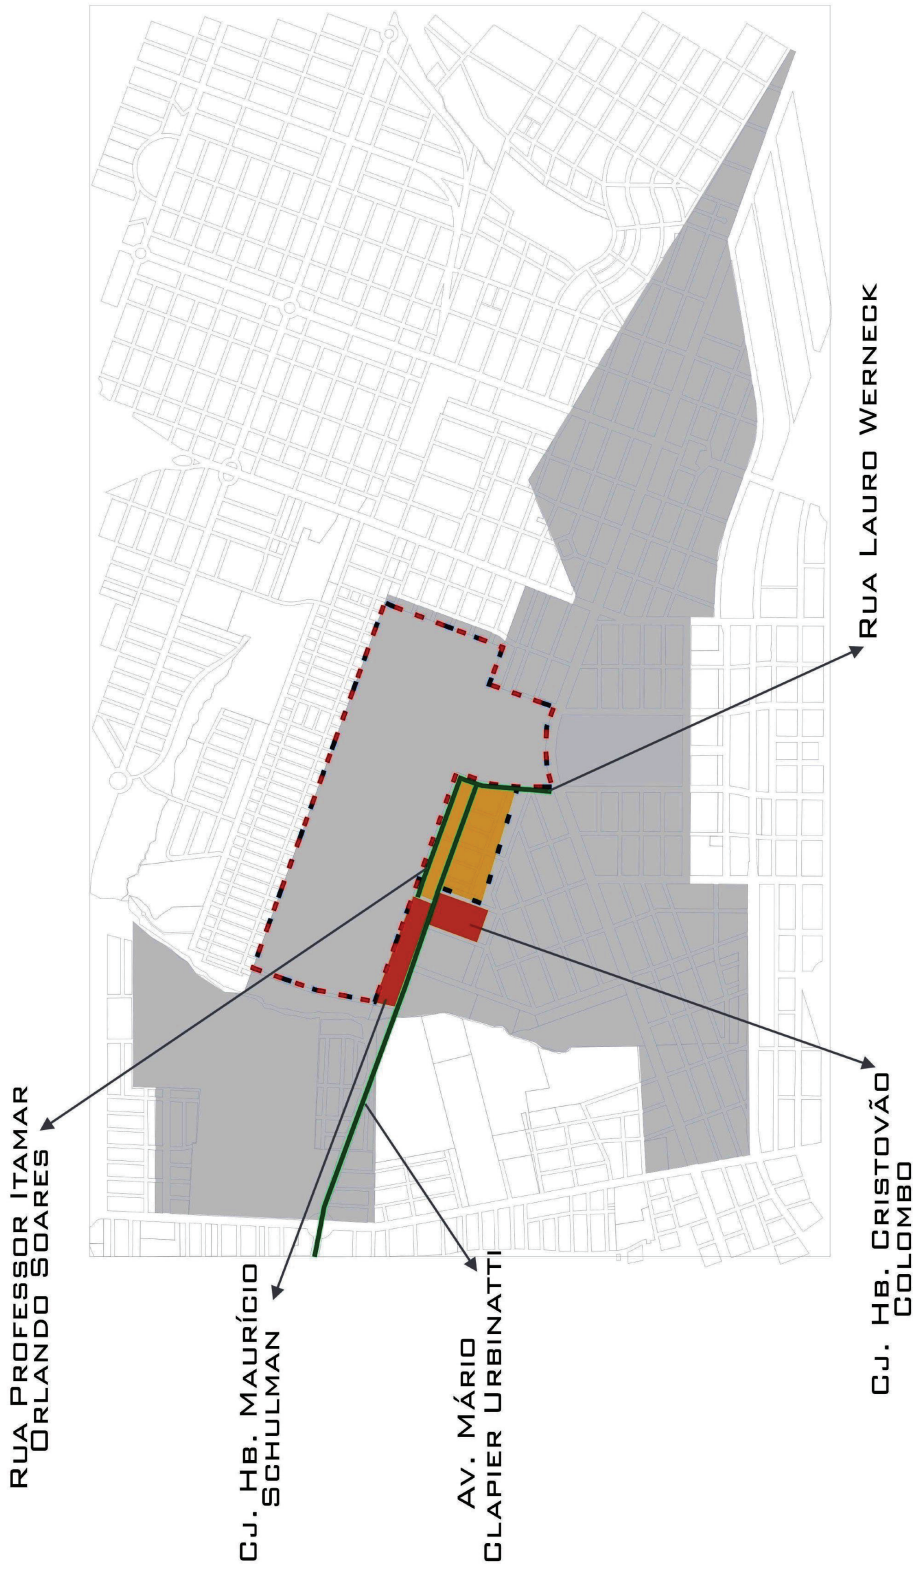 RUA PROFESSOR ITAMAR
ORLANDO SOARES
CJ. HB. MAURÍCIO
SCHULMAN
AV. MÁRIO
CLAPIER URBINATTI
RUA LAURO WERNECK
CJ. HB. CRISTOVÃO
COLOMBO